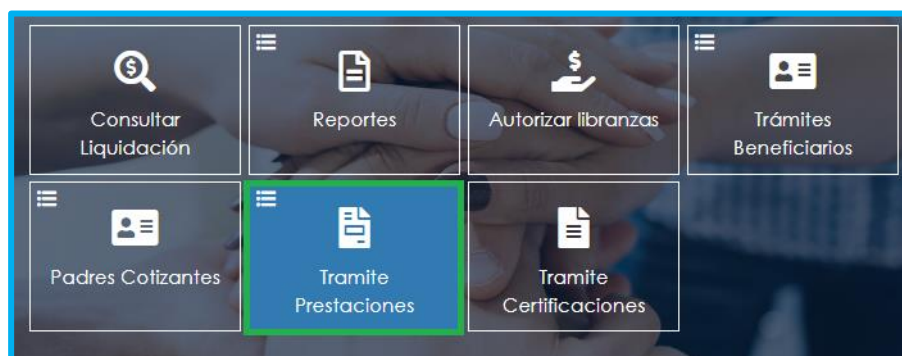 Consultar
Liquidación
Reportes
Autorizar libranzas
Trámites
Beneficiarios
Padres Cotizantes
Tramite
Prestaciones
Tramite
Certificaciones